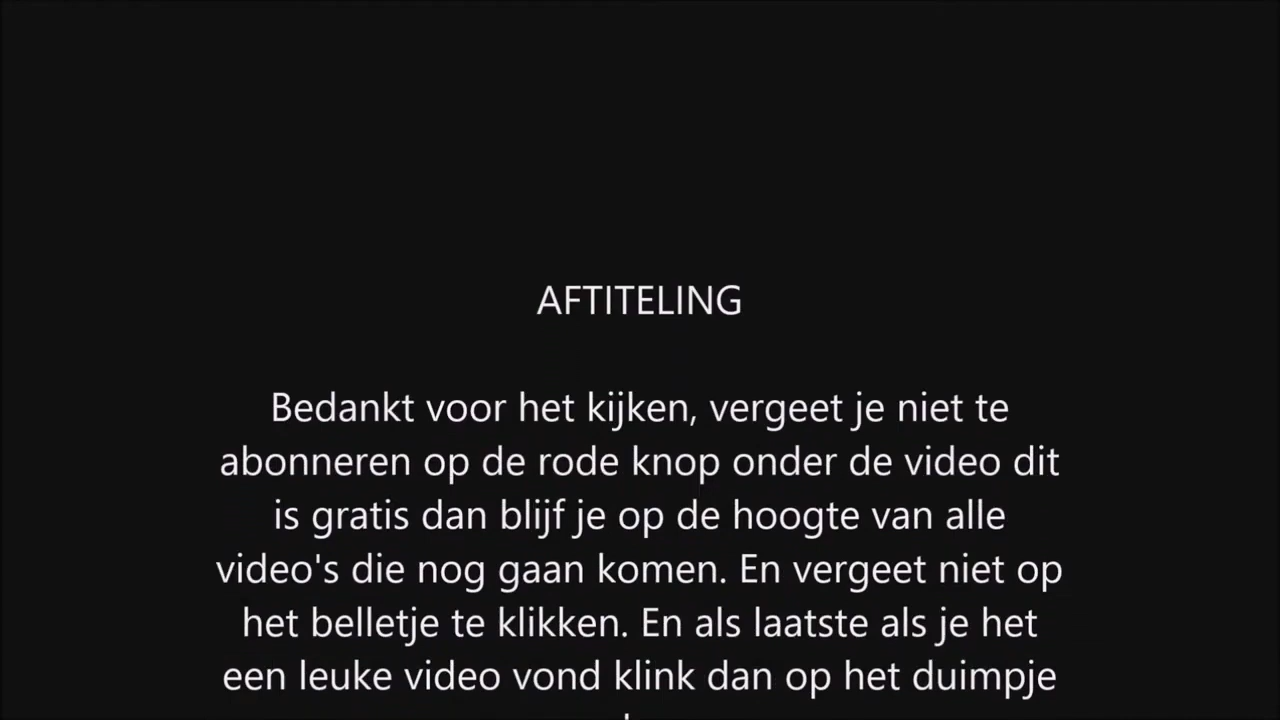 AFTITELING
Bedankt voor het kijken, vergeet je niet te
abonneren op de rode knop onder de video dit
is gratis dan blijf je op de hoogte van alle
video's die nog gaan komen. En vergeet niet op
het belletje te klikken. En als laatste als je het
een leuke video vond klink dan op het duimpje